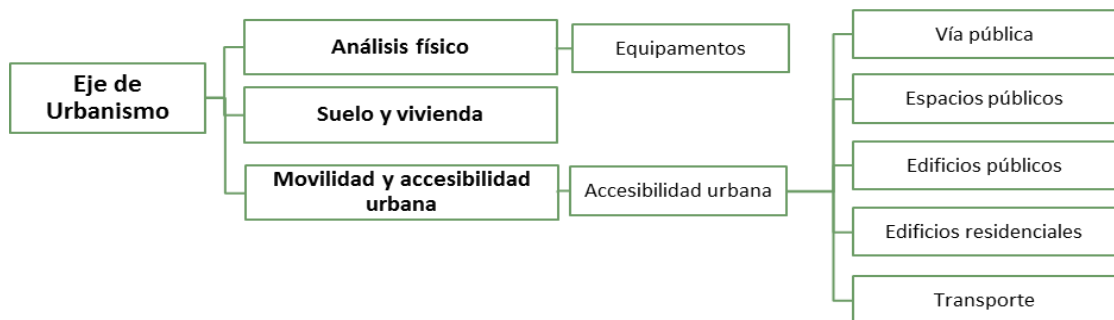 Eje de
Urbanismo
Análisis físico
Equipamentos
Suelo y vivienda
Movilidad y accesibilidad
urbana
Accesibilidad urbana
Vía pública
Espacios públicos
Edificios públicos
Edificios residenciales
Transporte